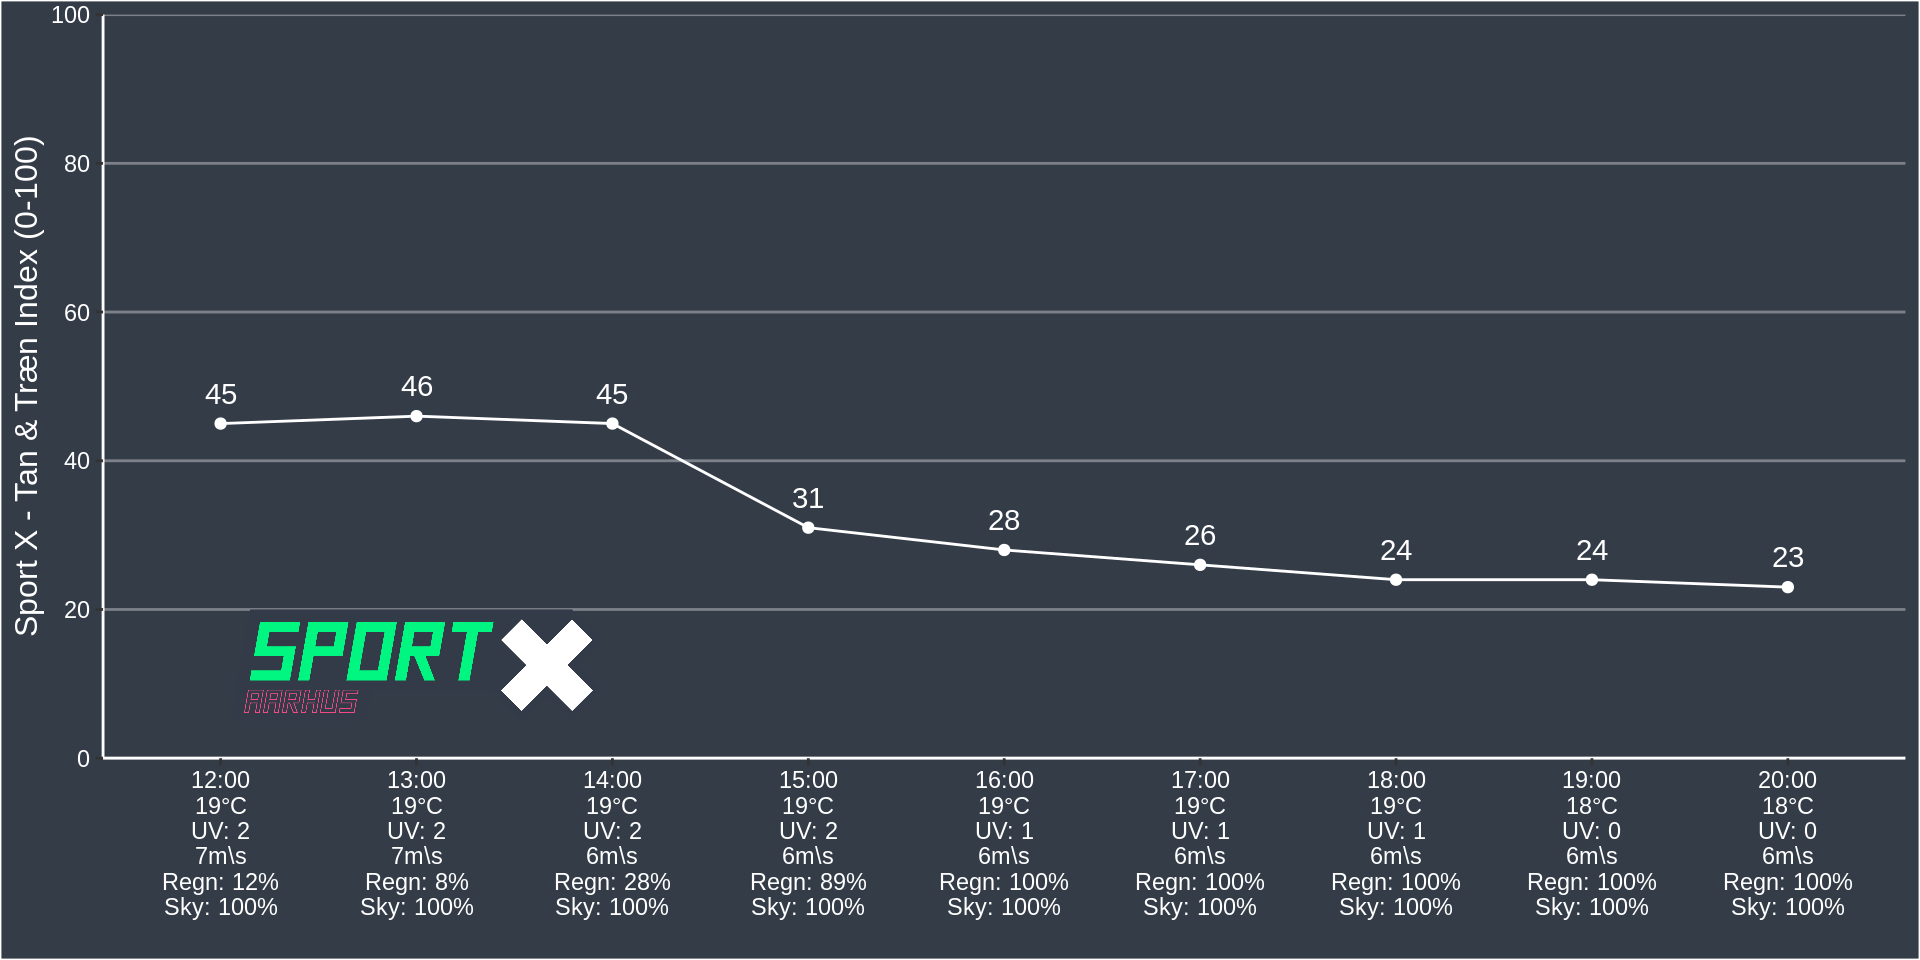 Sport X - Tan & Træn Index (0-100)
100
80
60
40
20
0
45
46
45
31
28
26
24
24
23
SPORT X
AARHUS
12:00 13:00 14:00 15:00 16:00 17:00 18:00 19:00 20:00
19°C 19°C 19°C 19°C 19°C 19°C 19°C 18°C 18°C
UV: 2 UV: 2 UV: 2 UV: 2 UV: 1 UV: 1 UV: 1 UV: 0 UV: 0
7m\s 7m\s 6m\s 6m\s 6m\s 6m\s 6m\s 6m\s 6m\s
Regn: 12% Regn: 8% Regn: 28% Regn: 89% Regn: 100% Regn: 100% Regn: 100% Regn: 100% Regn: 100%
Sky: 100% Sky: 100% Sky: 100% Sky: 100% Sky: 100% Sky: 100% Sky: 100% Sky: 100% Sky: 100%